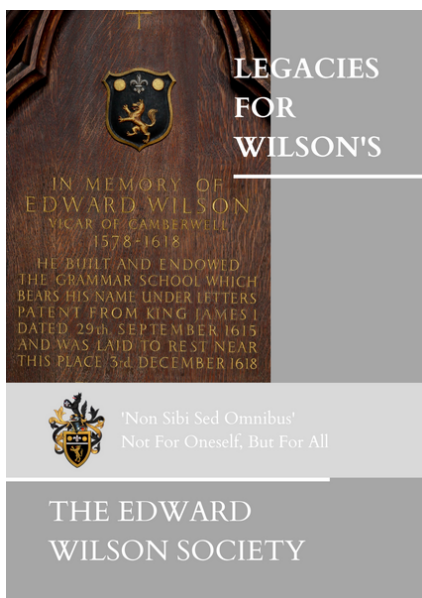 LEGACIES
FOR
WILSON'S
IN MEMORY OF
EDWARD WILSON
VICAR OF CAMBERWELL
1578-1618
HE BUILT AND ENDOWED
THE GRAMMAR SCHOOL WHICH
BEARS HIS NAME UNDER LETTERS
PATENT FROM KING JAMES I
DATED 29th. SEPTEMBER 1615
AND WAS LAID TO REST NEAR
THIS PLACE 3rd. DECEMBER 1618
'Non Sibi Sed Omnibus'
Not For Oneself, But For All
THE EDWARD
WILSON SOCIETY